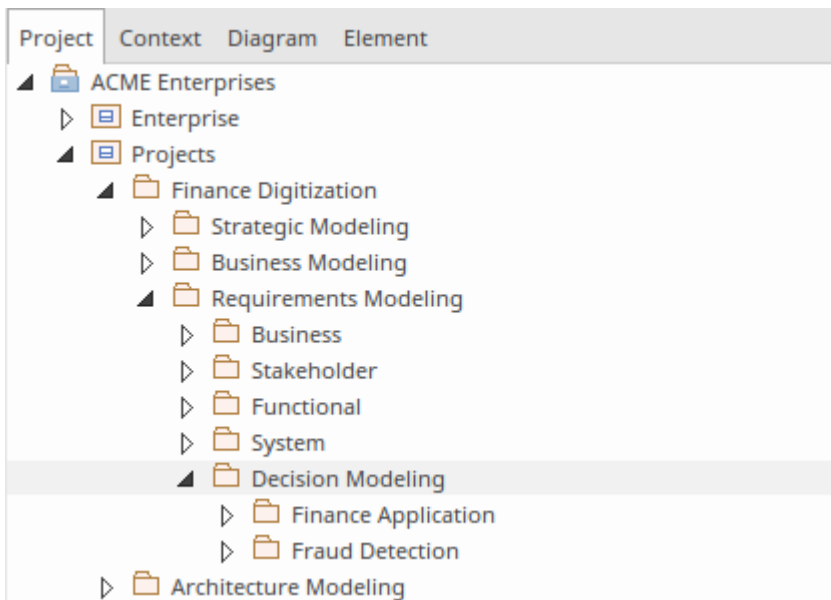 Project Context Diagram Element
ACME Enterprises
Enterprise
Projects
Finance Digitization
Strategic Modeling
Business Modeling
Requirements Modeling
Business
Stakeholder
Functional
System
Decision Modeling
Finance Application
Fraud Detection
Architecture Modeling